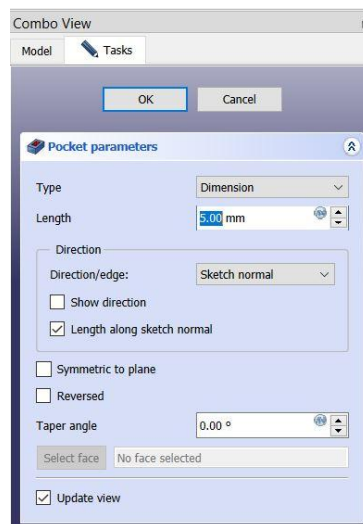 Combo View
Model Tasks
OK Cancel
Pocket parameters
Type Dimension
Length 5.00 mm
Direction
Direction/edge: Sketch normal
Show direction
Length along sketch normal
Symmetric to plane
Reversed
Taper angle 0.00 °
Select face No face selected
Update view